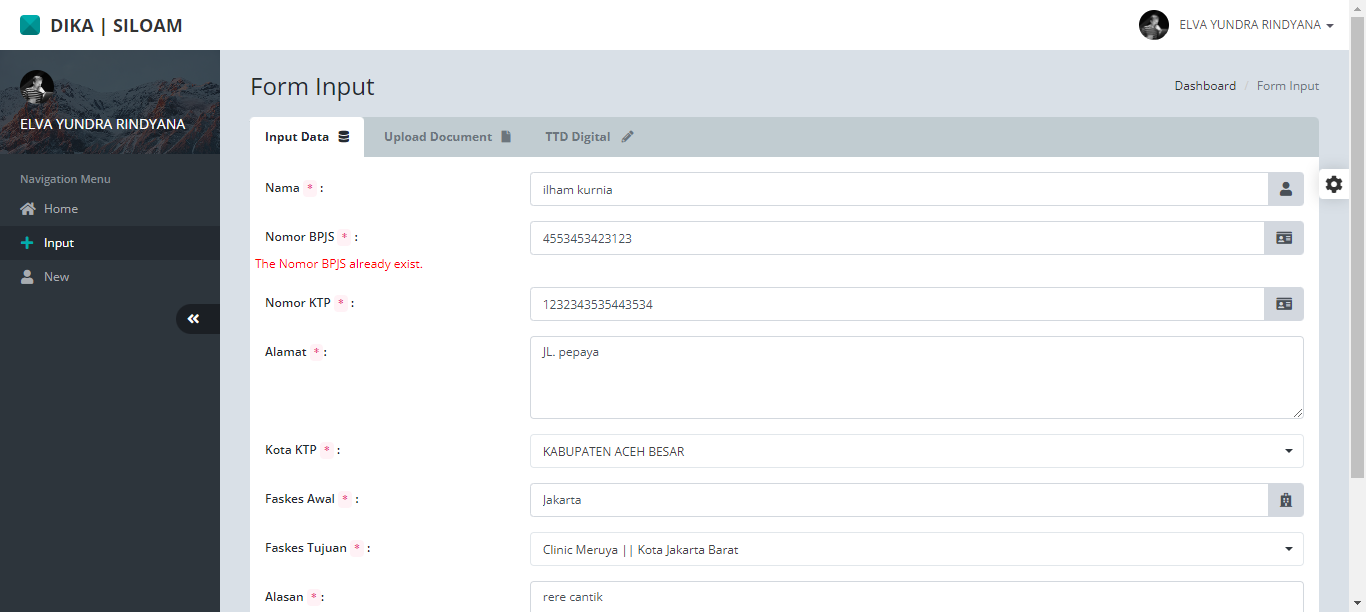 DIKA | SILOAM
ELVA YUNDRA RINDYANA
ELVA YUNDRA RINDYANA
Navigation Menu
Home
Input
New
Form Input
Dashboard / Form Input
Input Data
Upload Document
TTD Digital
Nama * :
ilham kurnia
Nomor BPJS * :
4553453423123
The Nomor BPJS already exist.
Nomor KTP * :
1232343535443534
Alamat * :
JL. pepaya
Kota KTP * :
KABUPATEN ACEH BESAR
Faskes Awal * :
Jakarta
Faskes Tujuan * :
Clinic Meruya || Kota Jakarta Barat
Alasan * :
rere cantik